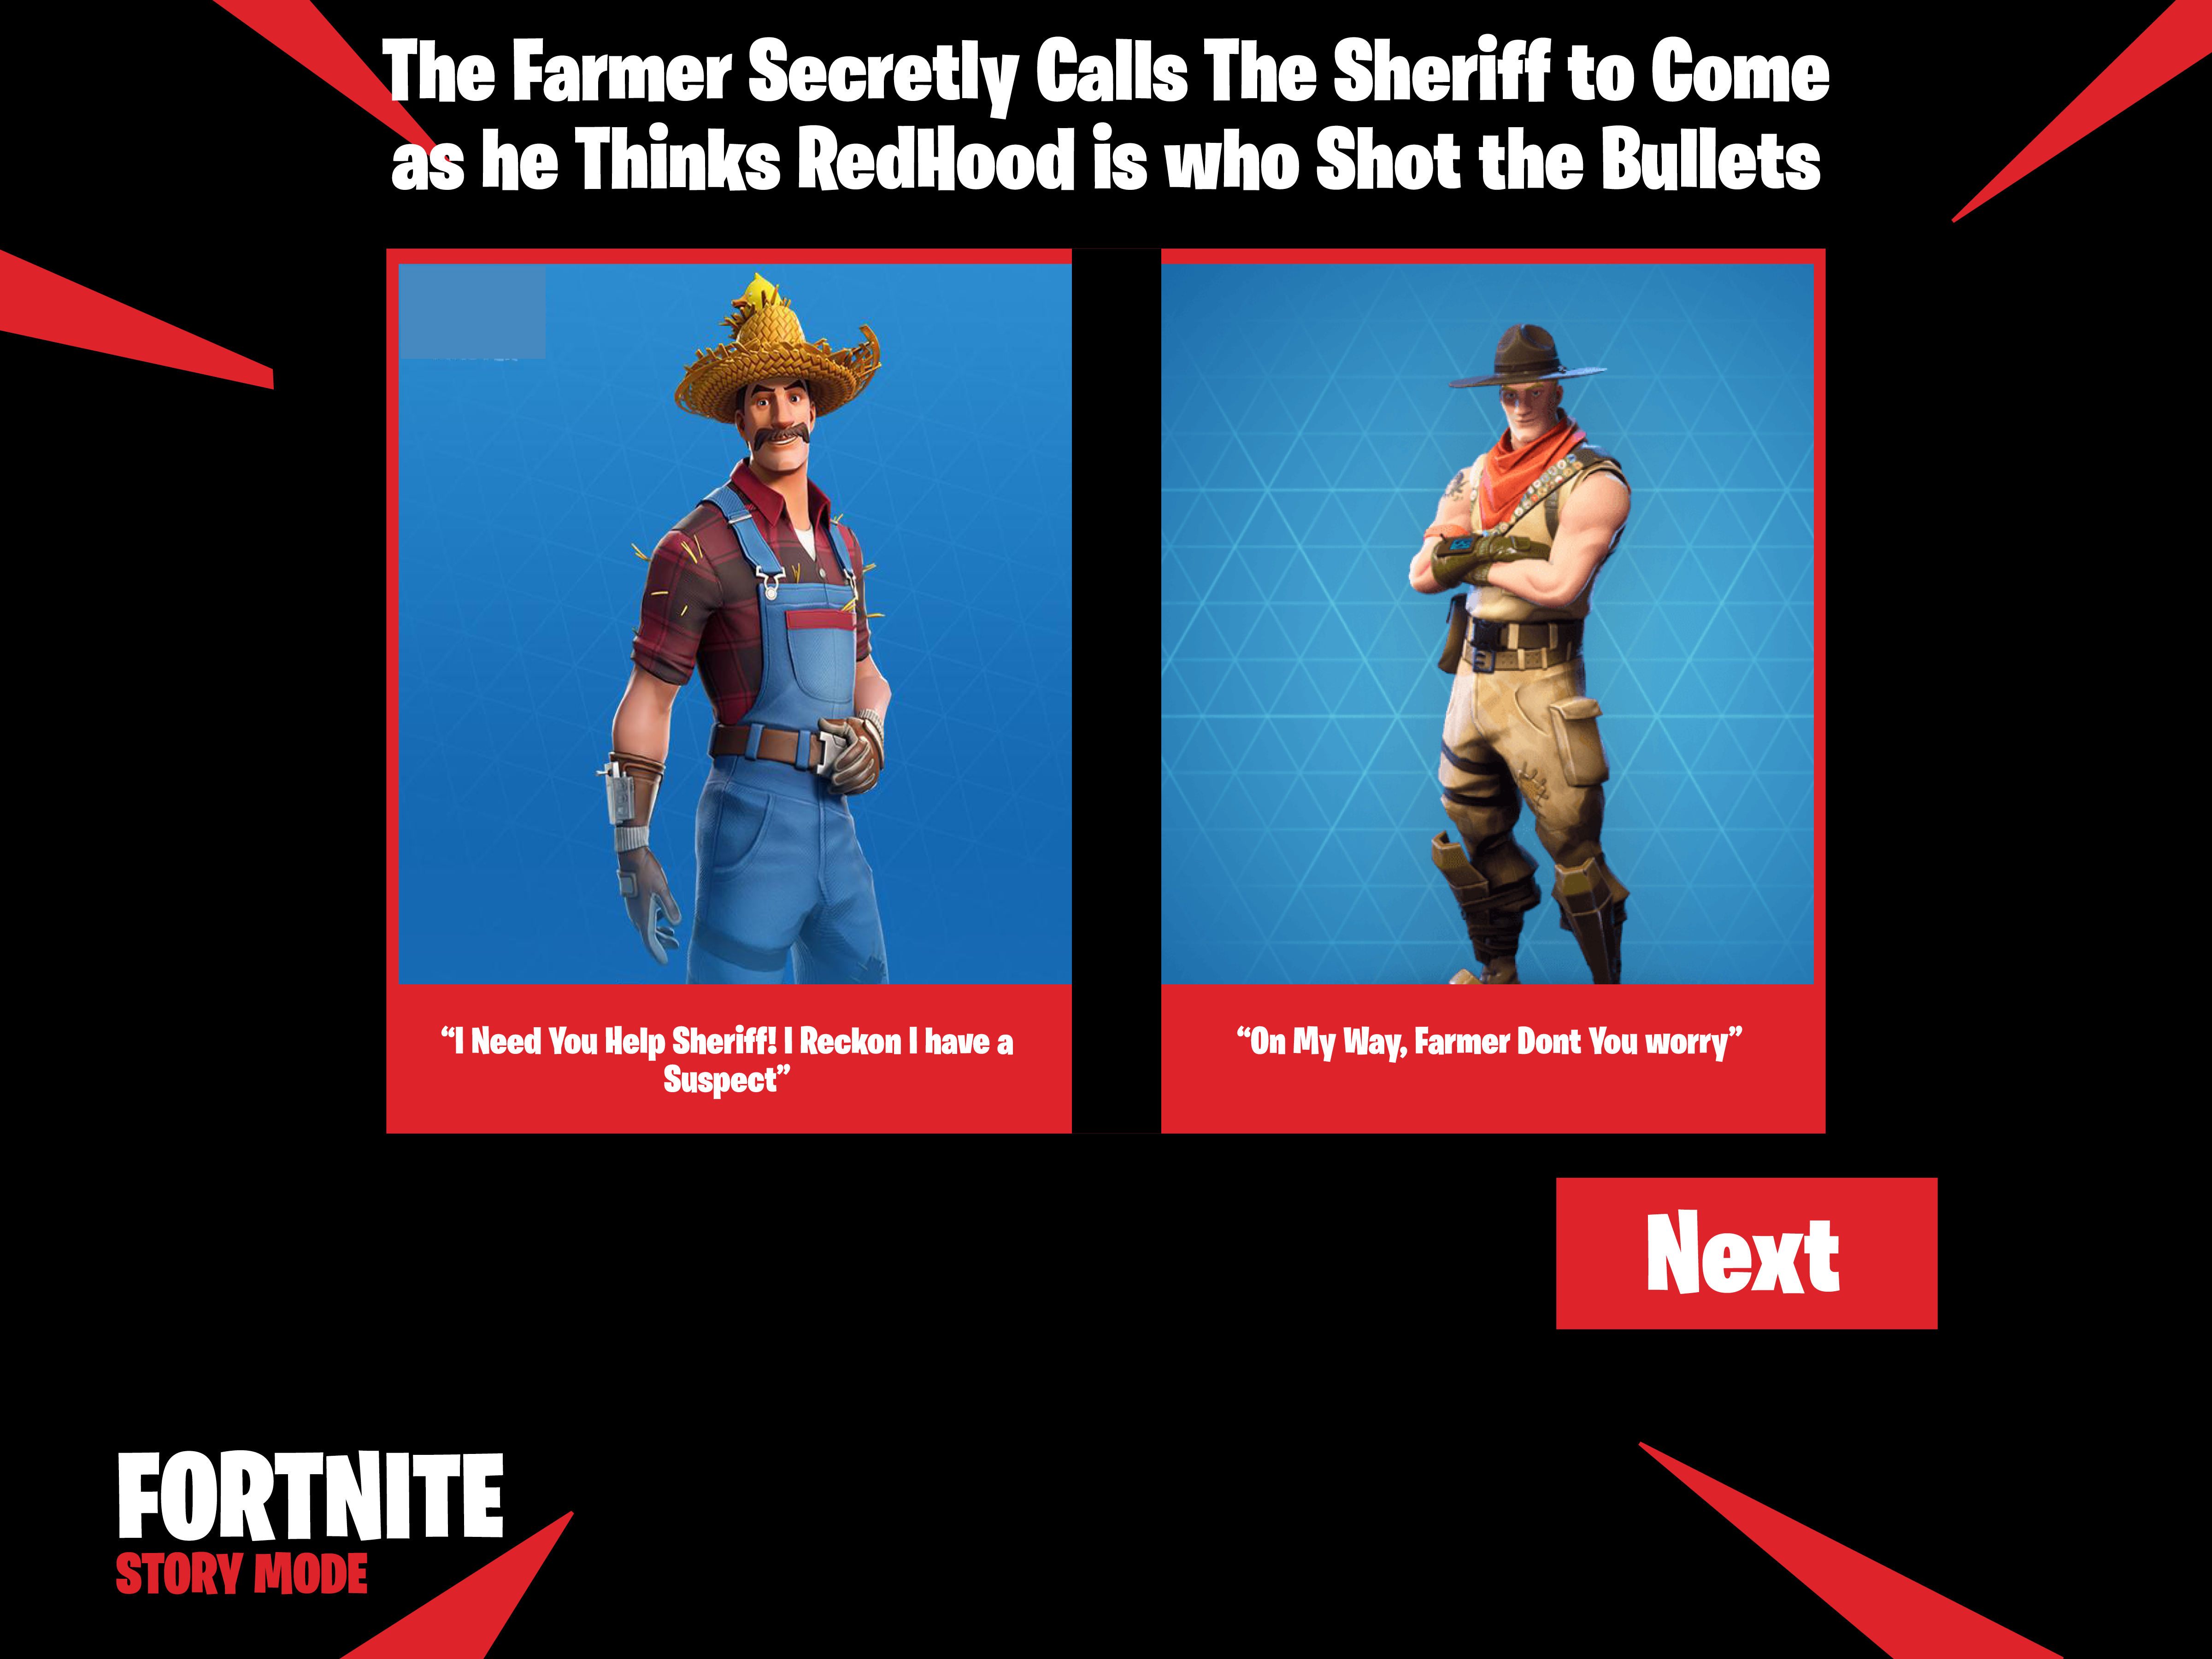 The Farmer Secretly Calls The Sheriff to Come
as he Thinks RedHood is who Shot the Bullets
“I Need You Help Sheriff! I Reckon I have a
Suspect”
“On My Way, Farmer Dont You worry”
Next
FORTNITE
STORY MODE